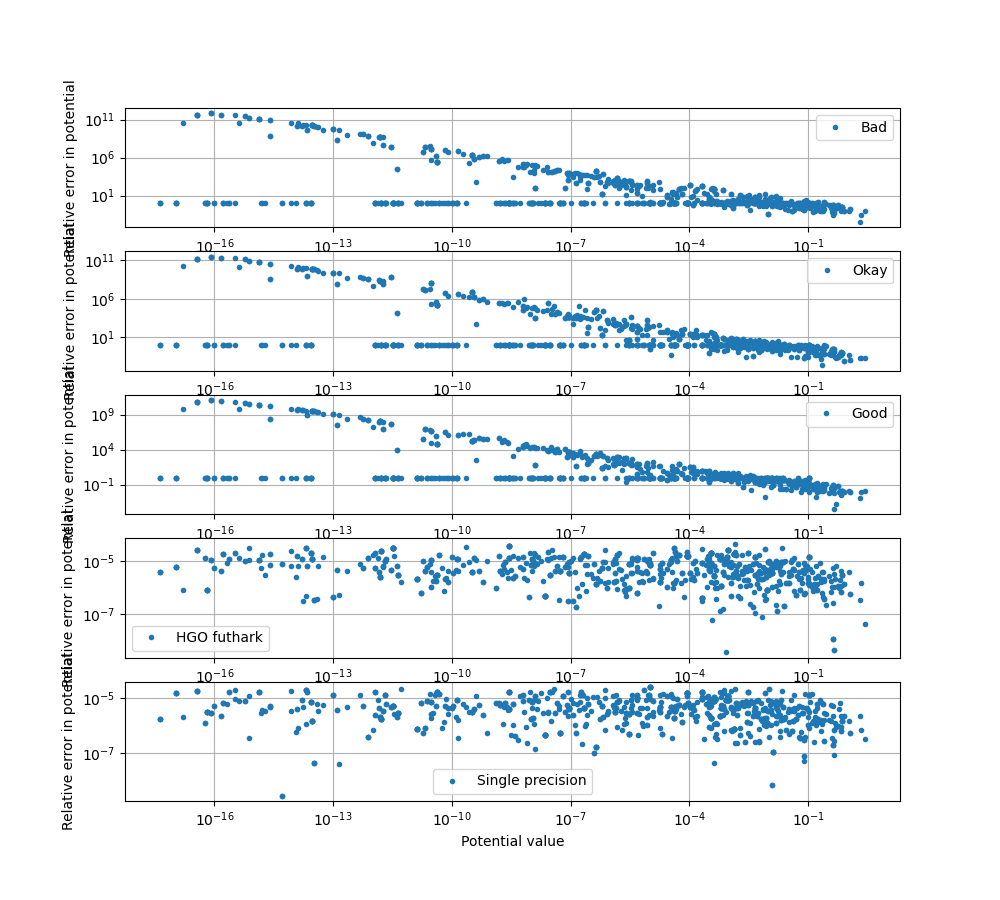 Relative error in potential
10^11
10^6
10^1
Bad
10^-16 10^-13 10^-10 10^-7 10^-4 10^-1
Relative error in potential
10^11
10^6
10^1
Okay
10^-16 10^-13 10^-10 10^-7 10^-4 10^-1
Relative error in potential
10^9
10^4
10^-1
Good
10^-16 10^-13 10^-10 10^-7 10^-4 10^-1
Relative error in potential
10^-5
10^-7
HGO futhark
10^-16 10^-13 10^-10 10^-7 10^-4 10^-1
Relative error in potential
10^-5
10^-7
Single precision
10^-16 10^-13 10^-10 10^-7 10^-4 10^-1
Potential value